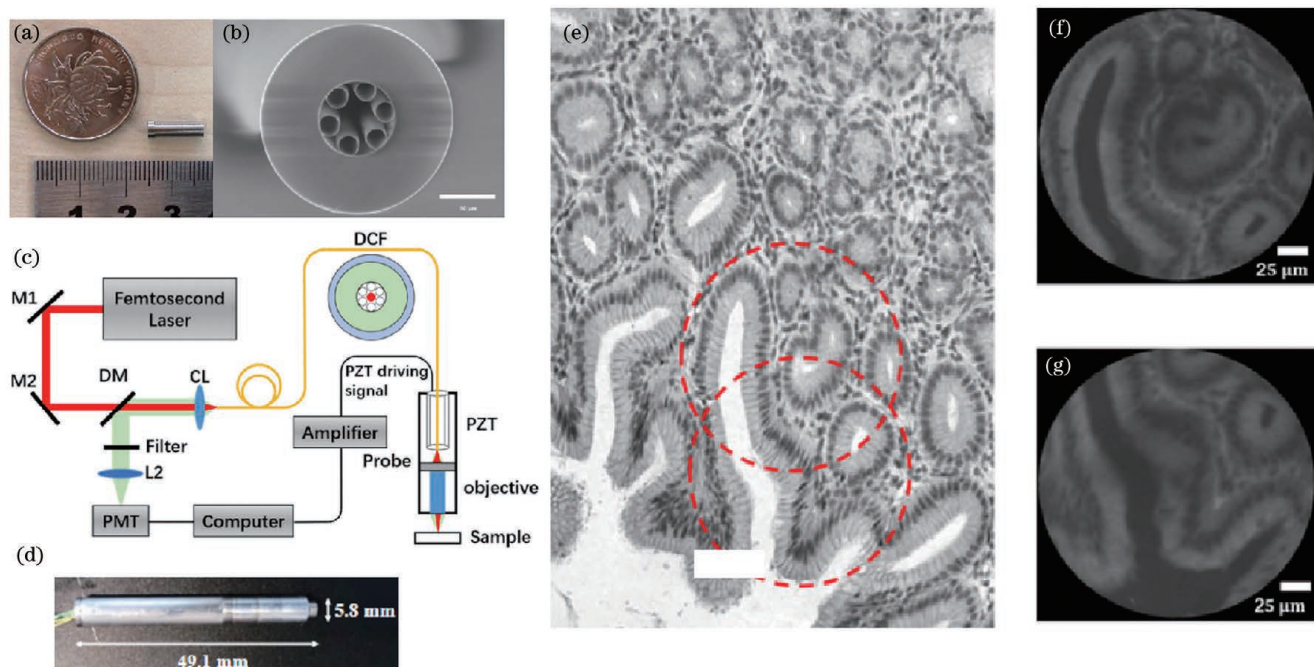 (a)
(b)
1 2 3
(c)
DCF
M1
Femtosecond
Laser
M2
DM
CL
PZT driving
signal
PZT
Amplifier
Filter
Probe
L2
objective
PMT
Computer
Sample
(d)
5.8 mm
49.1 mm
(e)
(f)
25 μm
(g)
25 μm